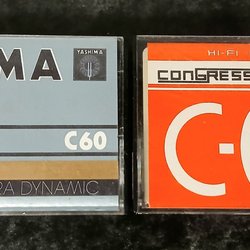 MA
YASHIMA
C60
RA DYNAMIC
HI-FI
CONGRESS
C-6